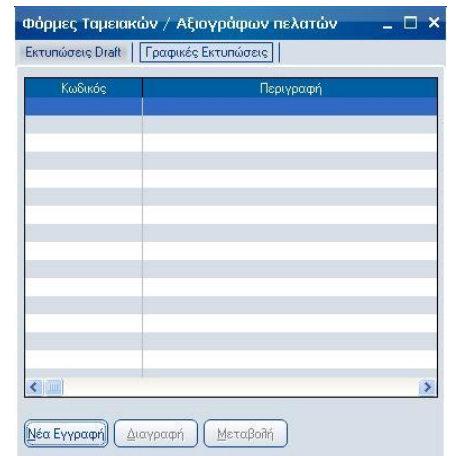 Φόρμες Ταμειακών / Αξιογράφων πελατών
Εκτυπώσεις Draft Γραφικές Εκτυπώσεις
Κωδικός Περιγραφή
Νέα Εγγραφή Διαγραφή Μεταβολή